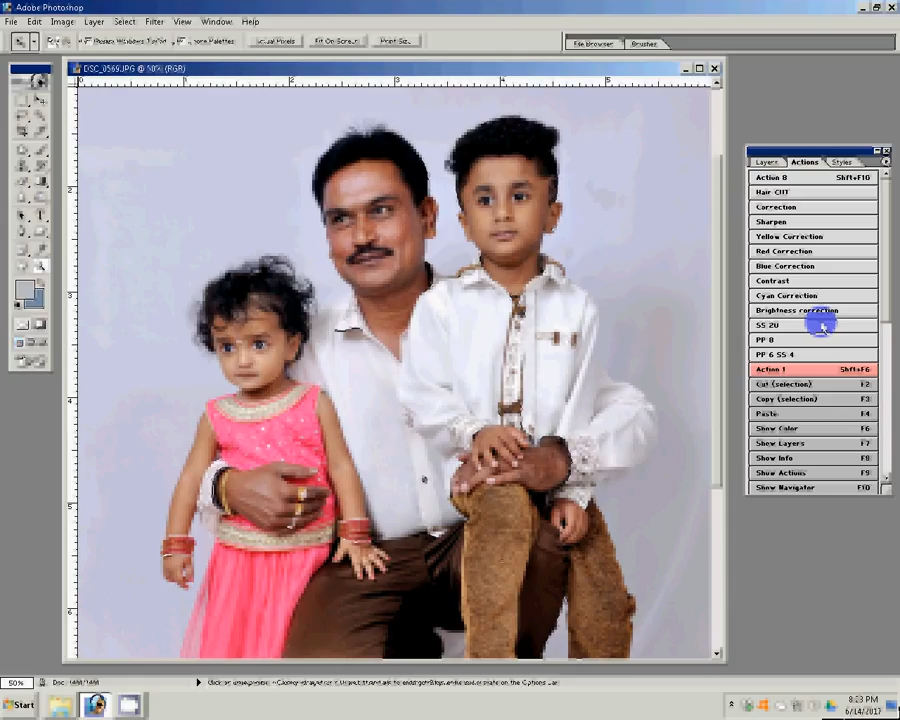 Adobe Photoshop
File Edit Image Layer Select Filter View Window Help
Actual Pixels Fit On Screen Print Size
File Browser Brushes
DSC_0569.JPG @ 50% (RGB)
Layers Actions Styles
Action 8 Shft+F10
Hair CUT
Correction
Sharpen
Yellow Correction
Red Correction
Blue Correction
Contrast
Cyan Correction
Brightness correction
SS 20
PP 8
PP 6 SS 4
Action 1 Shft+F6
Cut (selection) F2
Copy (selection) F3
Paste F4
Show Color F6
Show Layers F7
Show Info F8
Show Actions F9
Show Navigator F10
50%
Start
8:23 PM
6/14/2017